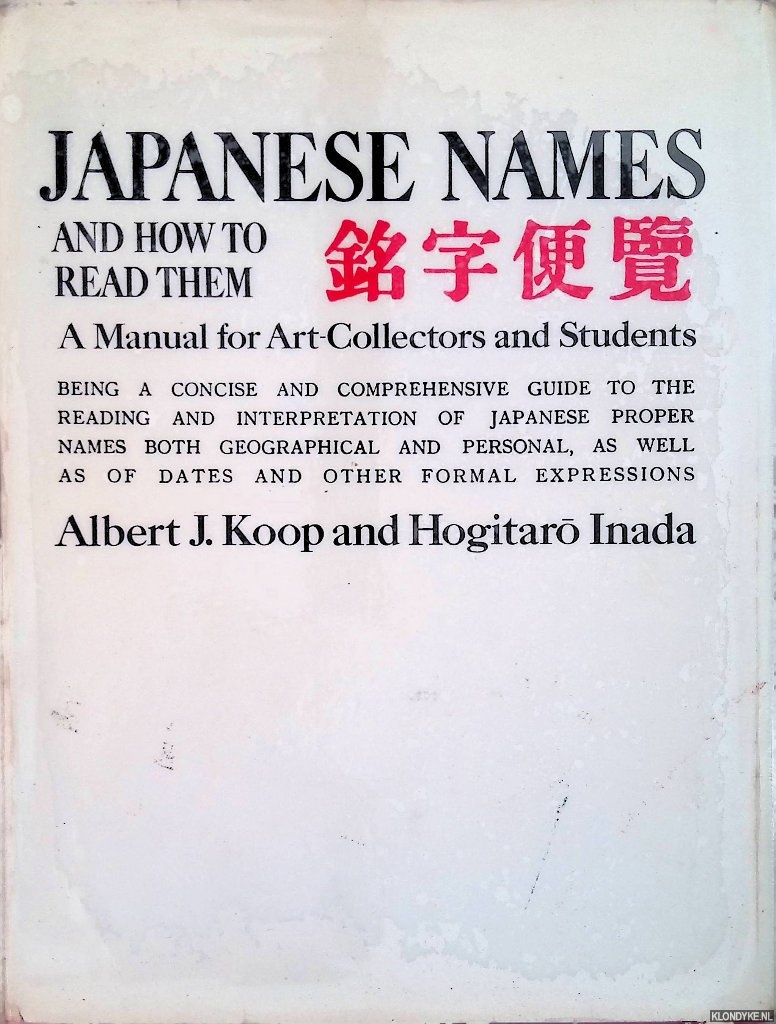 JAPANESE NAMES
AND HOW TO
READ THEM
銘字便覽
A Manual for Art-Collectors and Students
BEING A CONCISE AND COMPREHENSIVE GUIDE TO THE
READING AND INTERPRETATION OF JAPANESE PROPER
NAMES BOTH GEOGRAPHICAL AND PERSONAL, AS WELL
AS OF DATES AND OTHER FORMAL EXPRESSIONS
Albert J. Koop and Hogitarō Inada
KLONDYKE.NL